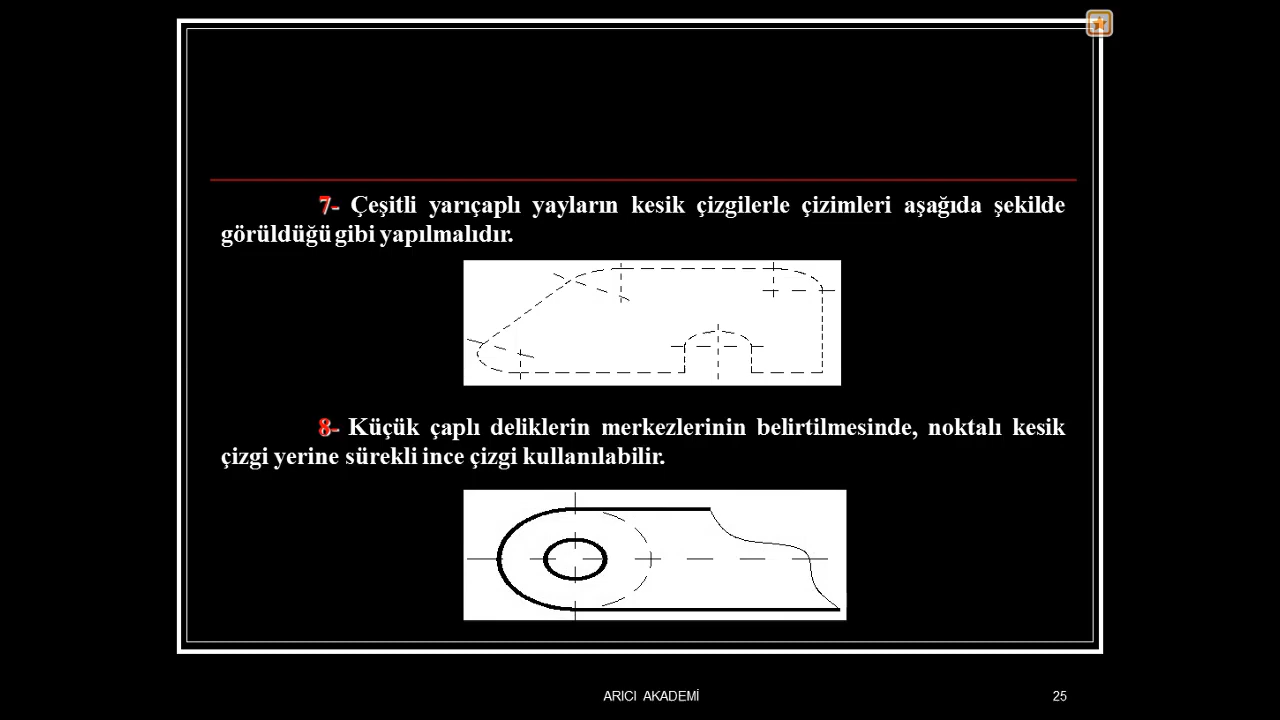 7- Çeşitli yarıçaplı yayların kesik çizgilerle çizimleri aşağıda şekilde
görüldüğü gibi yapılmalıdır.
8- Küçük çaplı deliklerin merkezlerinin belirtilmesinde, noktalı kesik
çizgi yerine sürekli ince çizgi kullanılabilir.
ARICI AKADEMİ
25